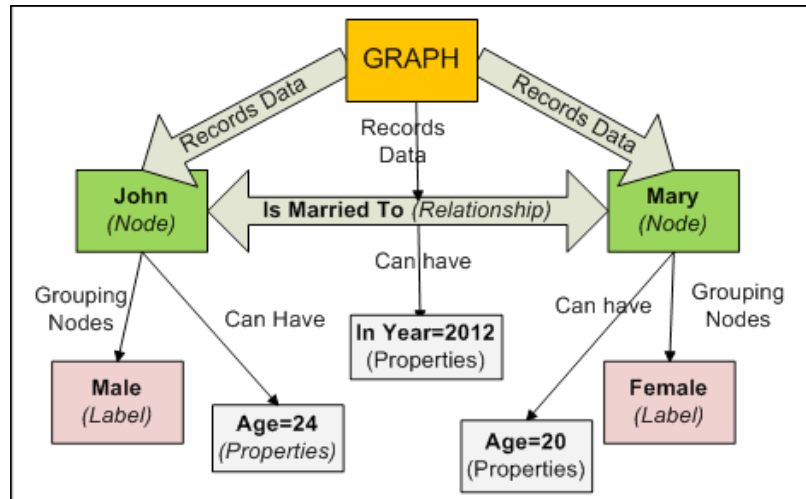 GRAPH
Records Data
Records
Data
Records Data
John
(Node)
Is Married To (Relationship)
Mary
(Node)
Grouping
Nodes
Can Have
Can have
Can have
Grouping
Nodes
In Year=2012
(Properties)
Male
(Label)
Female
(Label)
Age=24
(Properties)
Age=20
(Properties)